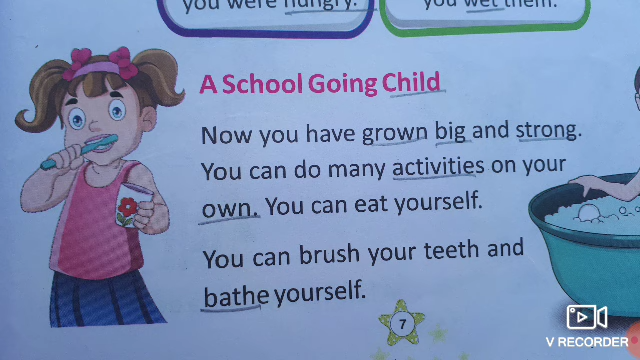 you were hungry.
you wet them.
A School Going Child
Now you have grown big and strong.
You can do many activities on your
own. You can eat yourself.
You can brush your teeth and
bathe yourself.
7
V RECORDER